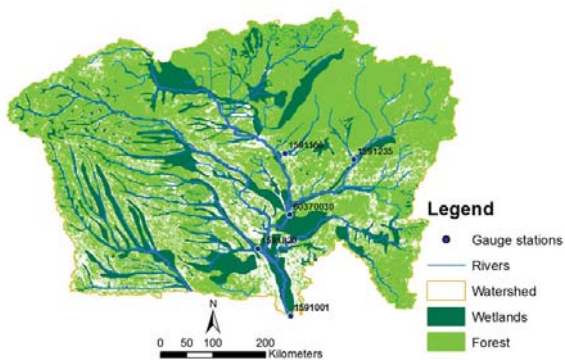 1591235
60370030
1591001
Legend
Gauge stations
Rivers
Watershed
Wetlands
Forest
N
0 50 100 200
Kilometers